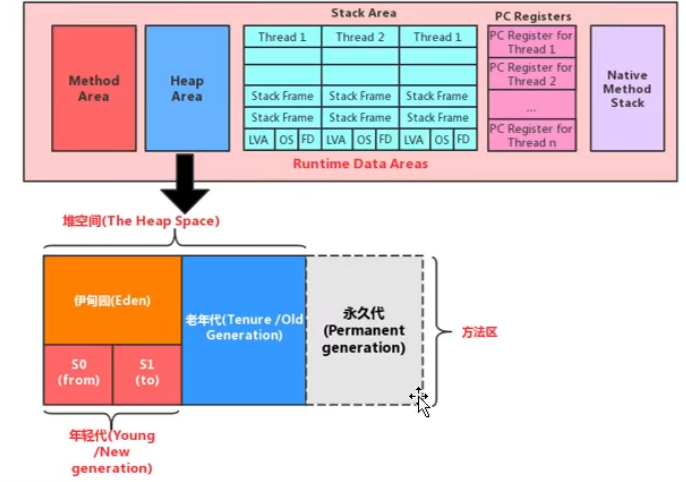 Stack Area
PC Registers
Method
Area
Heap
Area
Thread 1
Thread 2
Thread 1
Stack Frame
Stack Frame
Stack Frame
Stack Frame
Stack Frame
Stack Frame
LVA OS FD
LVA OS FD
LVA OS FD
PC Register for
Thread 1
PC Register for
Thread 2
...
PC Register for
Thread n
Native
Method
Stack
Runtime Data Areas
堆空间(The Heap Space)
伊甸园(Eden)
S0
(from)
S1
(to)
老年代(Tenure /Old
Generation)
永久代
(Permanent
generation)
方法区
年轻代(Young
/New
generation)